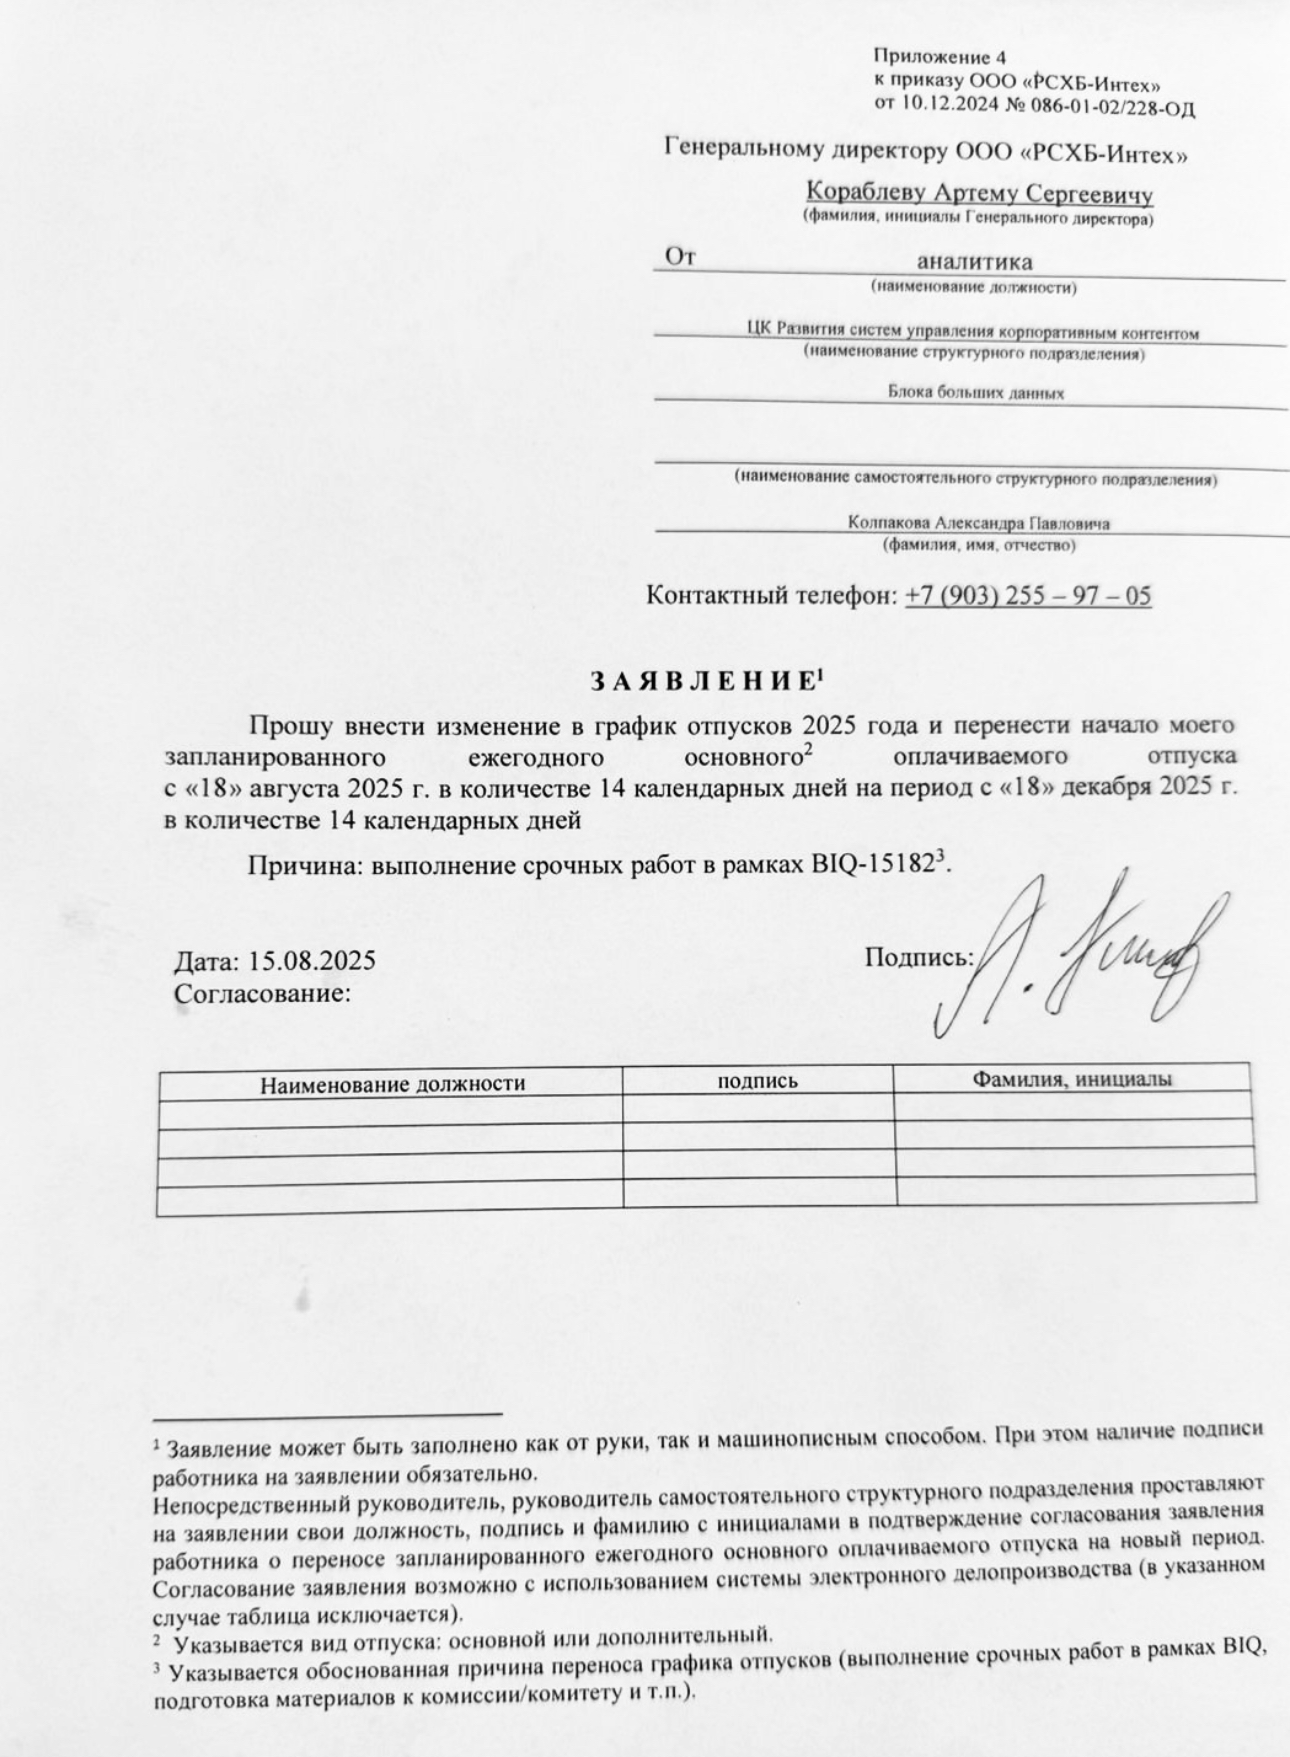 Приложение 4
к приказу ООО «РСХБ-Интех»
от 10.12.2024 № 086-01-02/228-ОД
Генеральному директору ООО «РСХБ-Интех»
Кораблеву Артему Сергеевичу
(фамилия, инициалы Генерального директора)
От аналитика
(наименование должности)
ЦК Развития систем управления корпоративным контентом
(наименование структурного подразделения)
Блока больших данных
(наименование самостоятельного структурного подразделения)
Колпакова Александра Павловича
(фамилия, имя, отчество)
Контактный телефон: +7 (903) 255 – 97 – 05
З А Я В Л Е Н И Е¹
Прошу внести изменение в график отпусков 2025 года и перенести начало моего
запланированного ежегодного основного² оплачиваемого отпуска
с «18» августа 2025 г. в количестве 14 календарных дней на период с «18» декабря 2025 г.
в количестве 14 календарных дней
Причина: выполнение срочных работ в рамках BIQ-15182³.
Дата: 15.08.2025 Подпись:
Согласование:
Наименование должности подпись Фамилия, инициалы
¹ Заявление может быть заполнено как от руки, так и машинописным способом. При этом наличие подписи
работника на заявлении обязательно.
Непосредственный руководитель, руководитель самостоятельного структурного подразделения проставляют
на заявлении свои должность, подпись и фамилию с инициалами в подтверждение согласования заявления
работника о переносе запланированного ежегодного основного оплачиваемого отпуска на новый период.
Согласование заявления возможно с использованием системы электронного делопроизводства (в указанном
случае таблица исключается).
² Указывается вид отпуска: основной или дополнительный.
³ Указывается обоснованная причина переноса графика отпусков (выполнение срочных работ в рамках BIQ,
подготовка материалов к комиссии/комитету и т.п.).